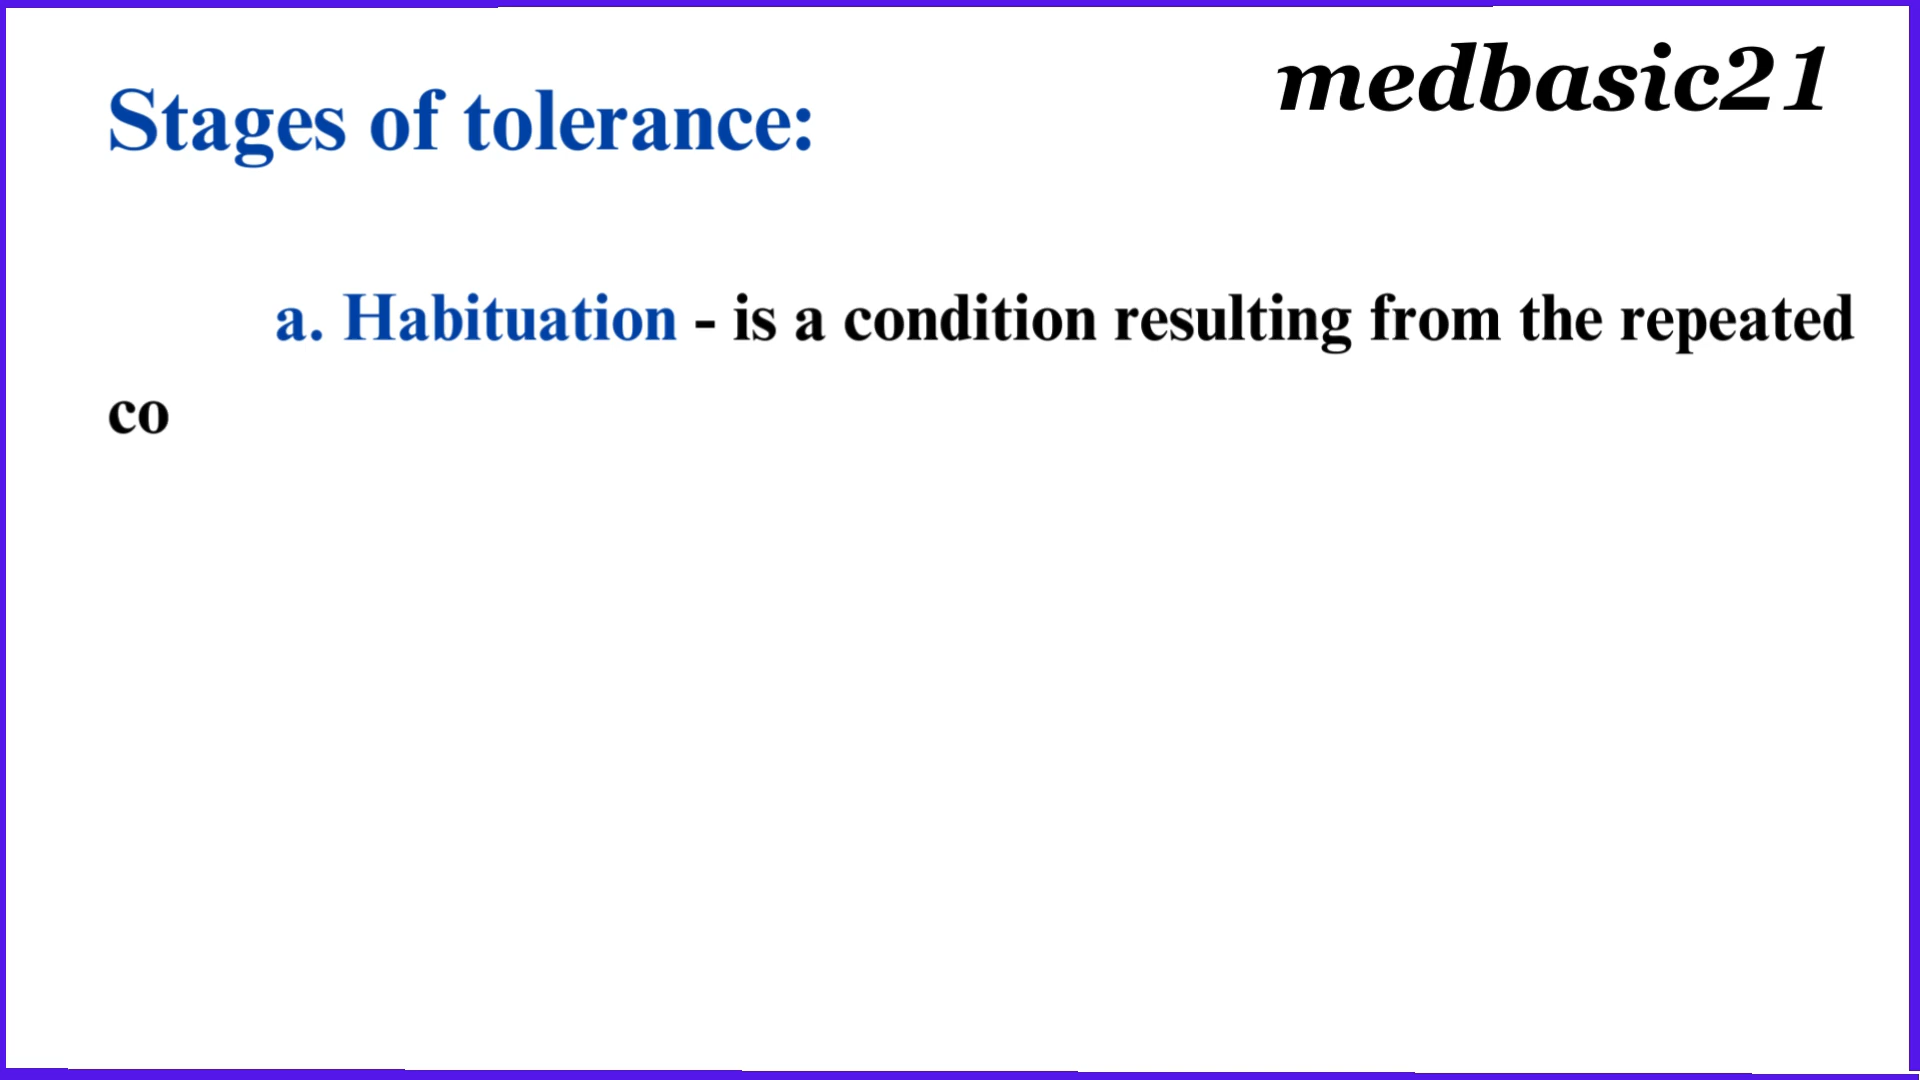 medbasic21
Stages of tolerance:
a. Habituation - is a condition resulting from the repeated
co